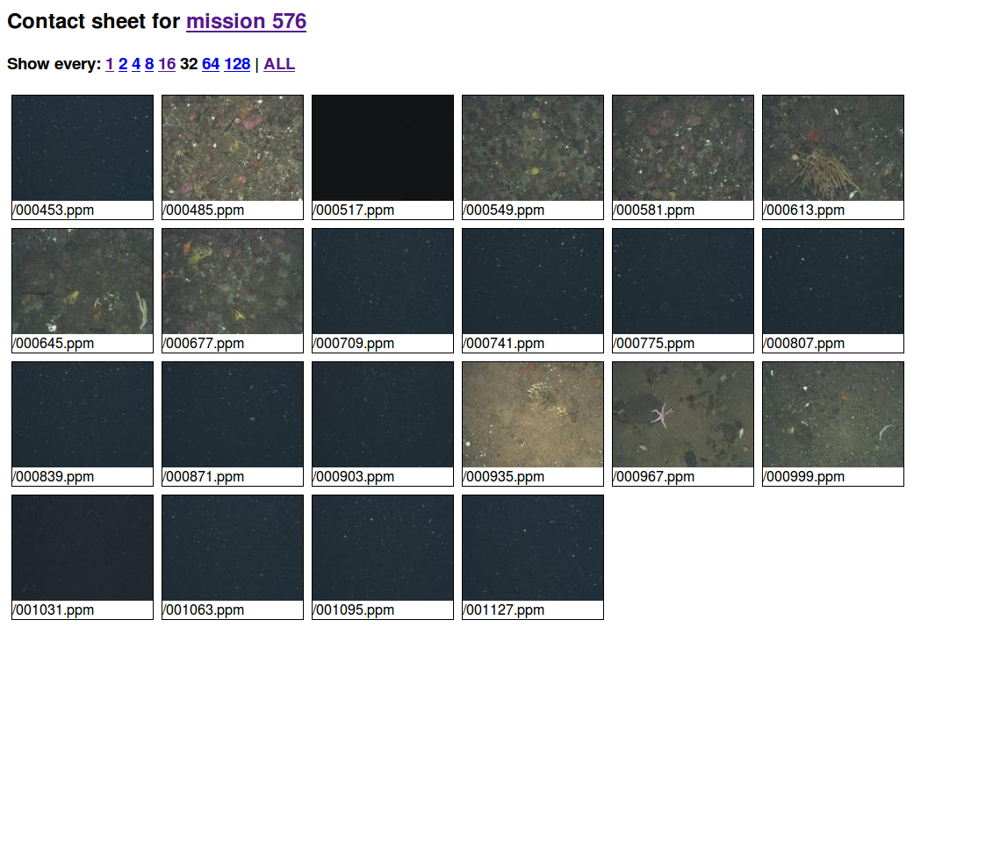 Contact sheet for mission 576
Show every: 1 2 4 8 16 32 64 128 | ALL
/000453.ppm /000485.ppm /000517.ppm /000549.ppm /000581.ppm /000613.ppm
/000645.ppm /000677.ppm /000709.ppm /000741.ppm /000775.ppm /000807.ppm
/000839.ppm /000871.ppm /000903.ppm /000935.ppm /000967.ppm /000999.ppm
/001031.ppm /001063.ppm /001095.ppm /001127.ppm